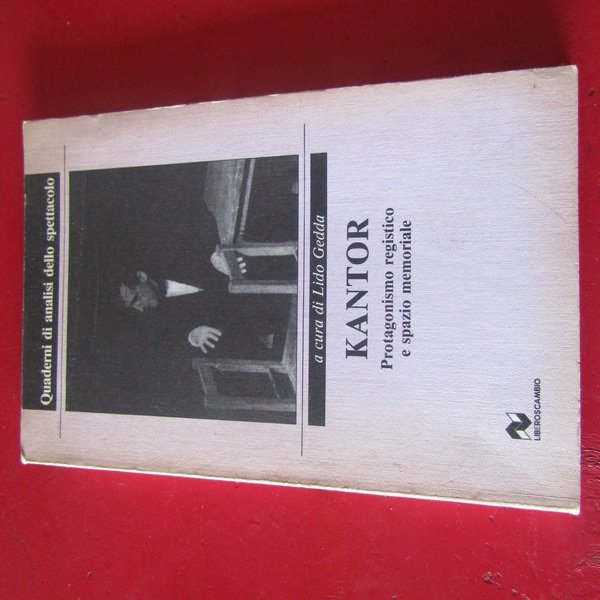 Quaderni di analisi dello spettacolo
a cura di Lido Gedda
KANTOR
Protagonismo registico
e spazio memoriale
LIBEROSCAMBIO